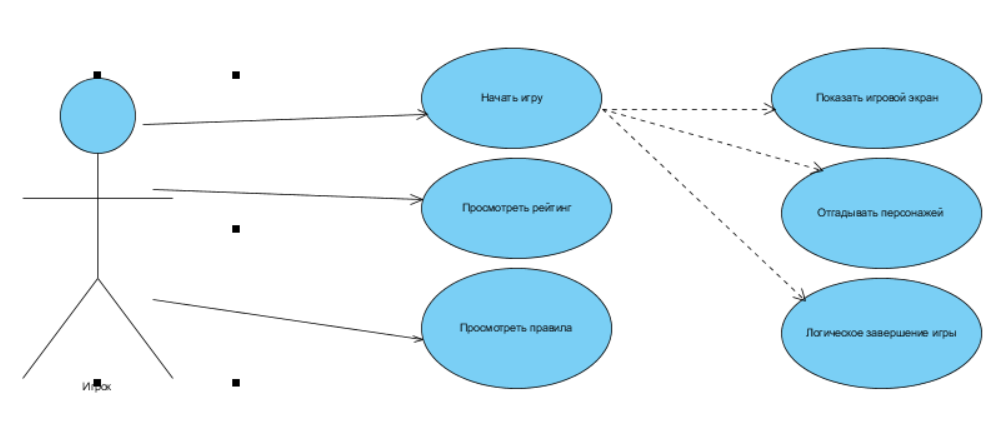 Начать игру
Показать игровой экран
Просмотреть рейтинг
Отгадывать персонажей
Просмотреть правила
Логическое завершение игры
Игрок